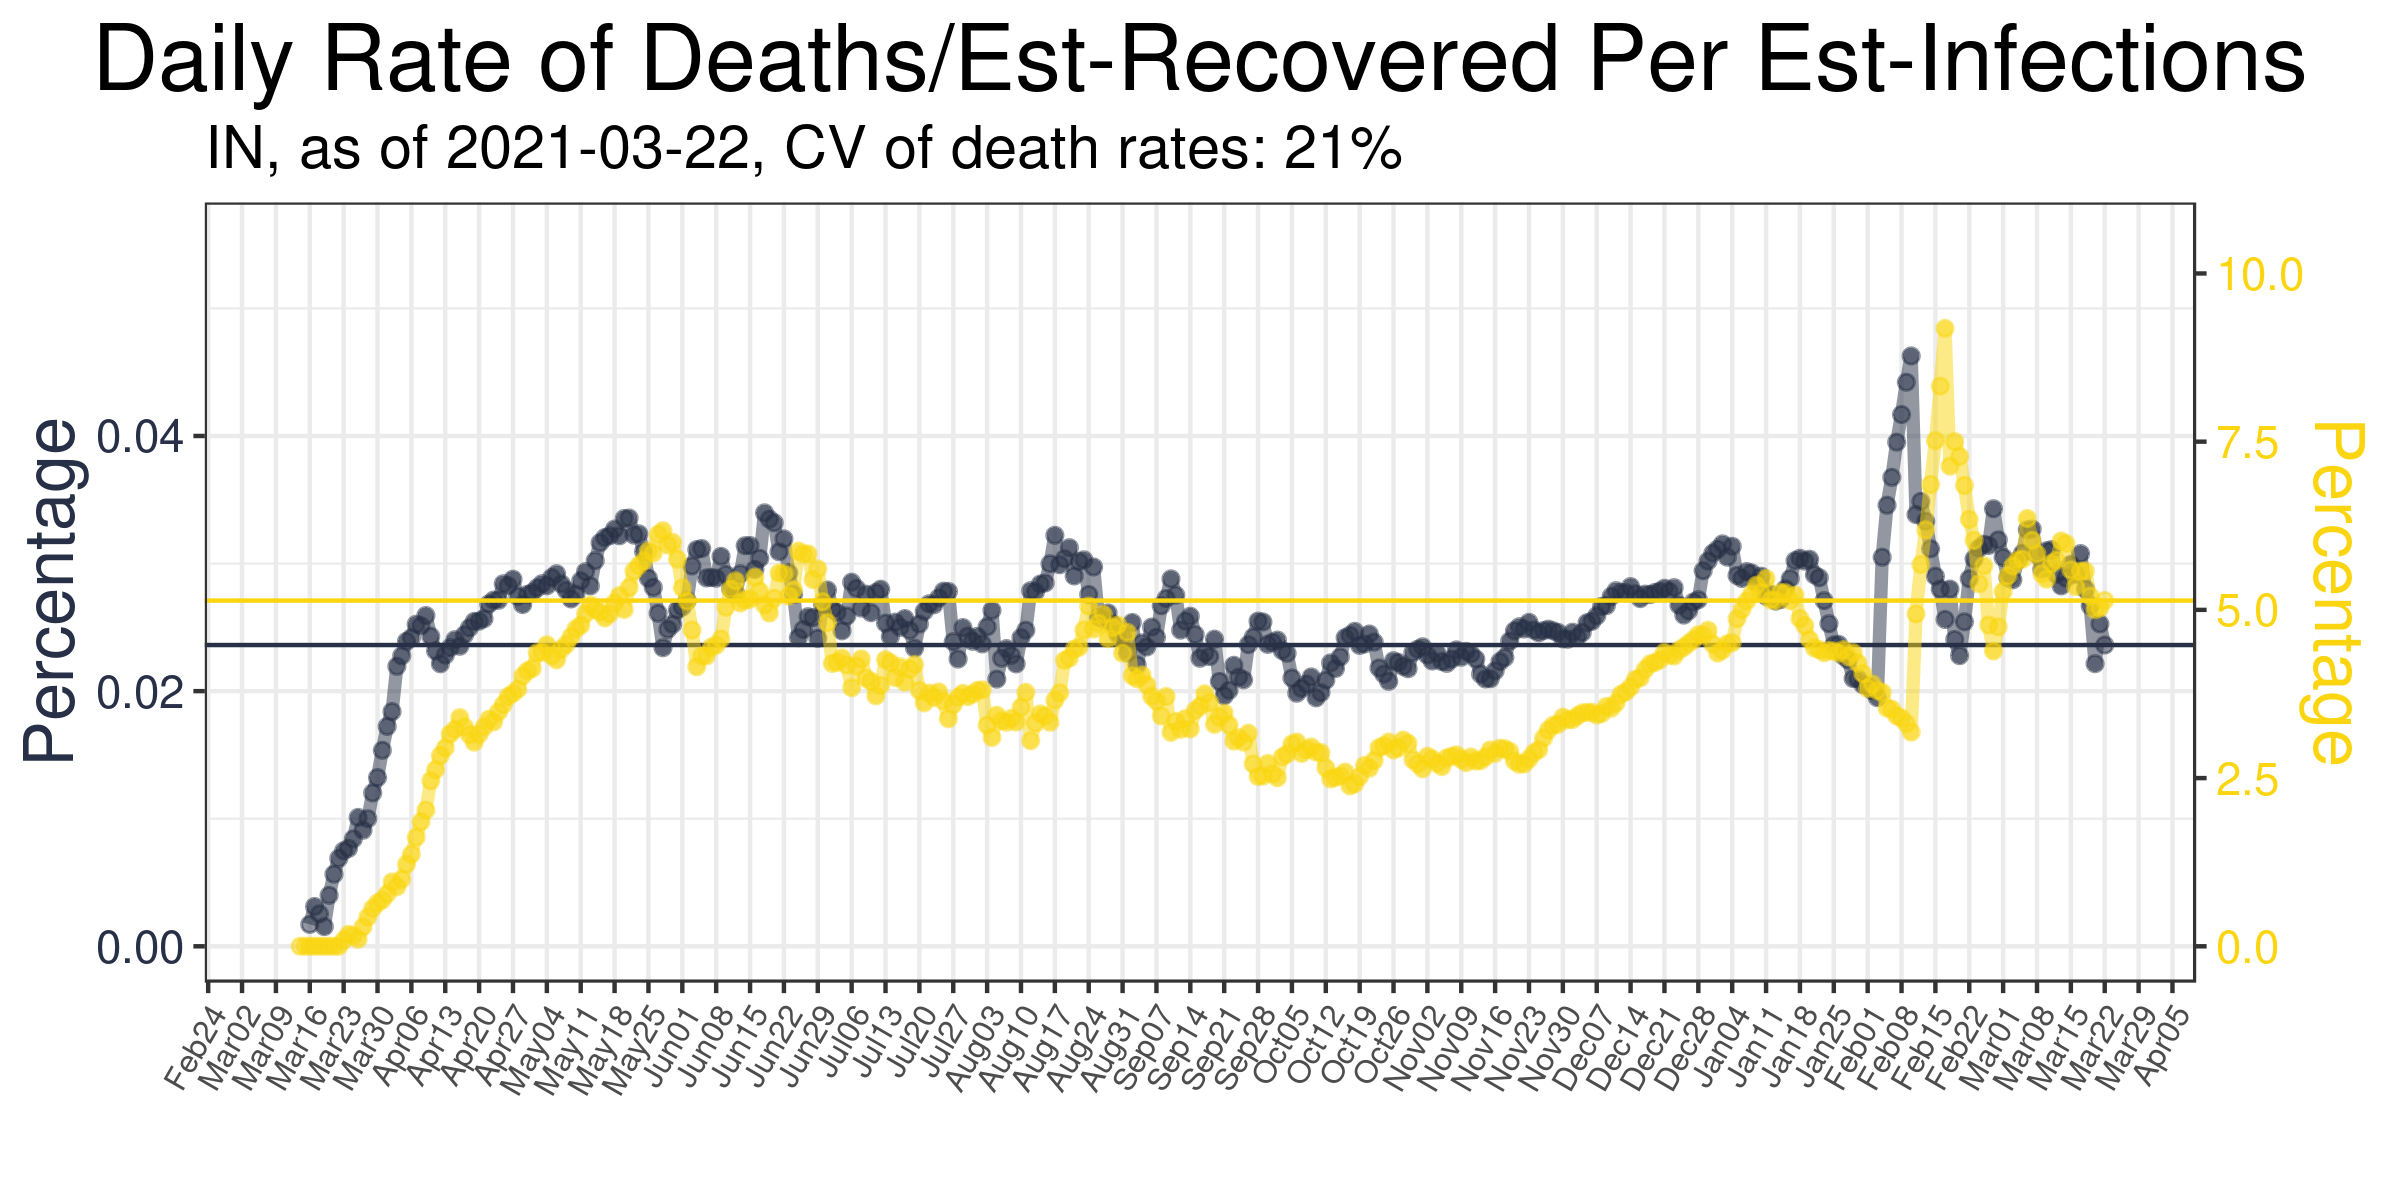 Daily Rate of Deaths/Est-Recovered Per Est-Infections
IN, as of 2021-03-22, CV of death rates: 21%
Percentage
0.04
0.02
0.00
10.0
7.5
5.0
2.5
0.0
Percentage
Feb24
Mar02
Mar09
Mar16
Mar23
Mar30
Apr06
Apr13
Apr20
Apr27
May04
May11
May18
May25
Jun01
Jun08
Jun15
Jun22
Jun29
Jul06
Jul13
Jul20
Jul27
Aug03
Aug10
Aug17
Aug24
Aug31
Sep07
Sep14
Sep21
Sep28
Oct05
Oct12
Oct19
Oct26
Nov02
Nov09
Nov16
Nov23
Nov30
Dec07
Dec14
Dec21
Dec28
Jan04
Jan11
Jan18
Jan25
Feb01
Feb08
Feb15
Feb22
Mar01
Mar08
Mar15
Mar22
Mar29
Apr05